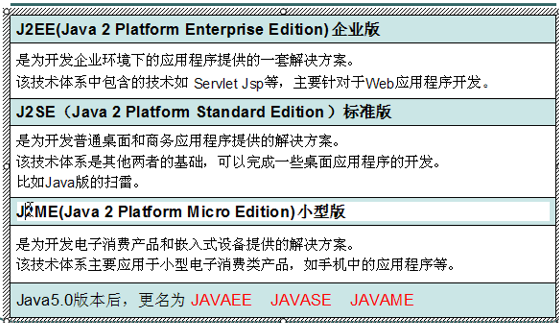 J2EE(Java 2 Platform Enterprise Edition)企业版
是为开发企业环境下的应用程序提供的一套解决方案。
该技术体系中包含的技术如 Servlet Jsp等，主要针对于Web应用程序开发。
J2SE（Java 2 Platform Standard Edition）标准版
是为开发普通桌面和商务应用程序提供的解决方案。
该技术体系是其他两者的基础，可以完成一些桌面应用程序的开发。
比如Java版的扫雷。
J2ME(Java 2 Platform Micro Edition)小型版
是为开发电子消费产品和嵌入式设备提供的解决方案。
该技术体系主要应用于小型电子消费类产品，如手机中的应用程序等。
Java5.0版本后，更名为 JAVAEE JAVASE JAVAME